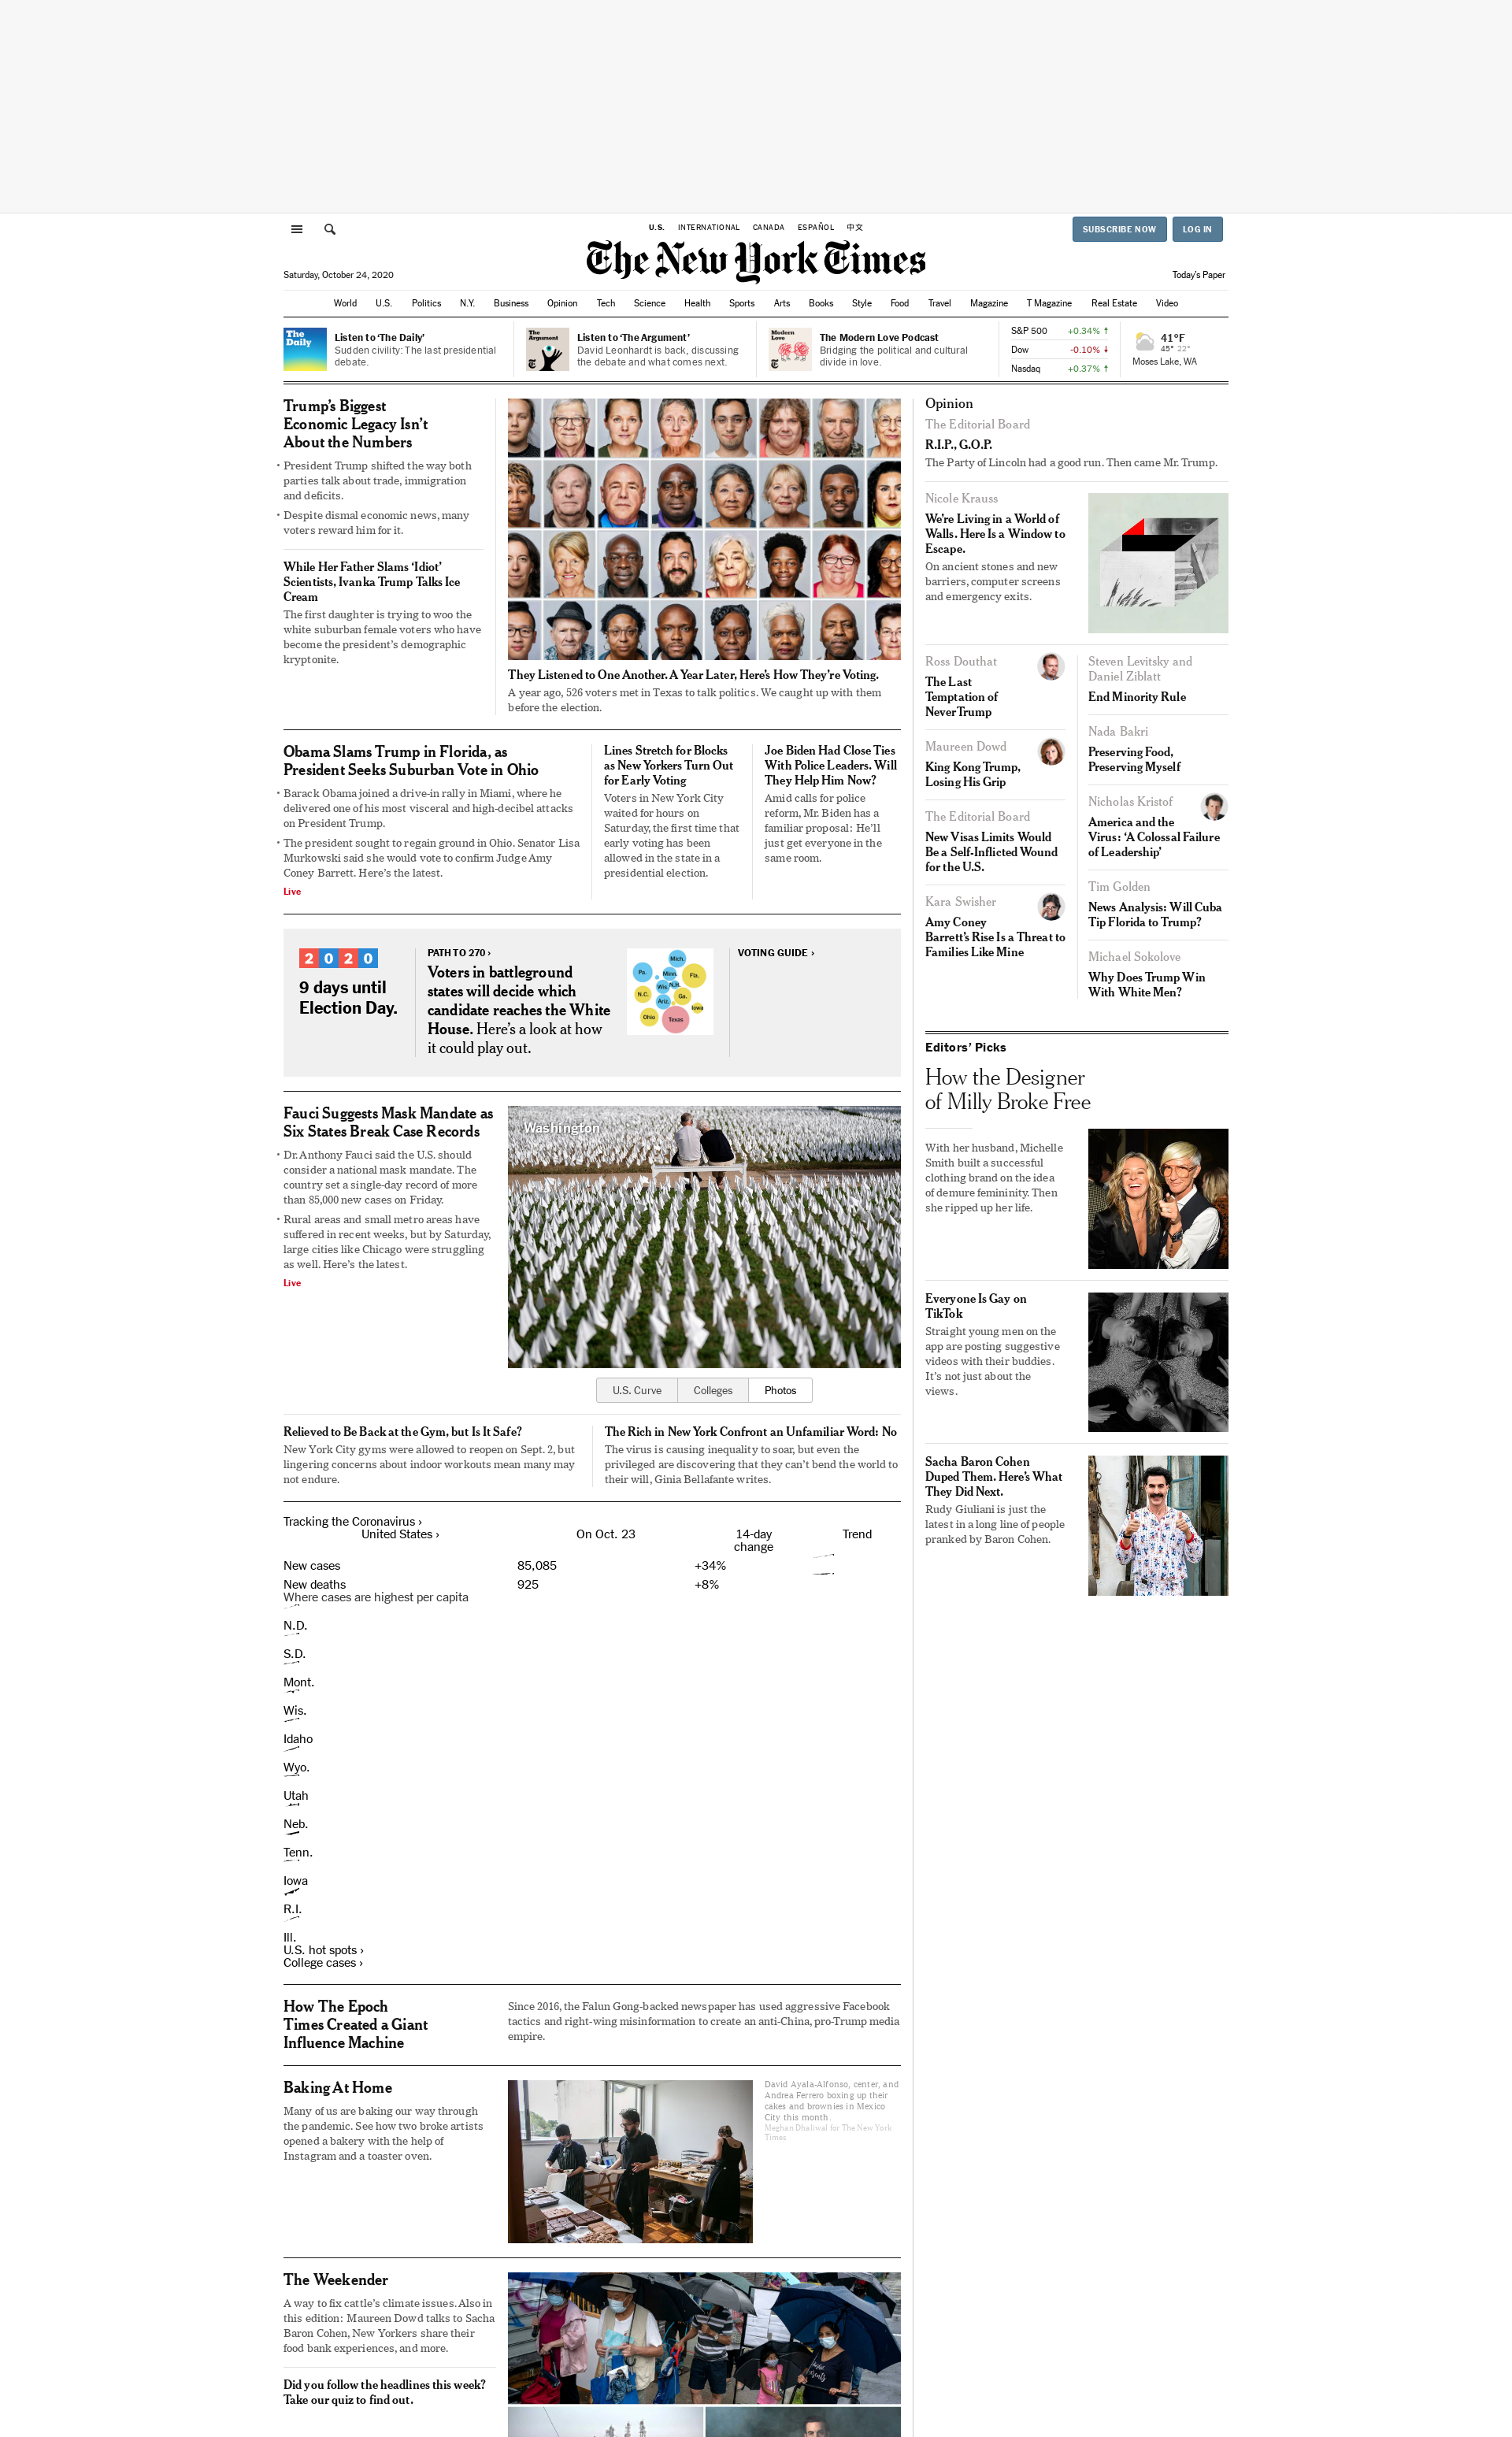 U.S. INTERNATIONAL CANADA ESPAÑOL 中文
SUBSCRIBE NOW LOG IN
The New York Times
Saturday, October 24, 2020
Today's Paper
World U.S. Politics N.Y. Business Opinion Tech Science Health Sports Arts Books Style Food Travel Magazine T Magazine Real Estate Video
The
Daily
Listen to ‘The Daily’
Sudden civility: The last presidential
debate.
The
Argument
Listen to ‘The Argument’
David Leonhardt is back, discussing
the debate and what comes next.
Modern
Love
The Modern Love Podcast
Bridging the political and cultural
divide in love.
S&P 500 +0.34% ↑
Dow -0.10% ↓
Nasdaq +0.37% ↑
41°F
45° 22°
Moses Lake, WA
Trump’s Biggest
Economic Legacy Isn’t
About the Numbers
• President Trump shifted the way both
parties talk about trade, immigration
and deficits.
• Despite dismal economic news, many
voters reward him for it.
While Her Father Slams ‘Idiot’
Scientists, Ivanka Trump Talks Ice
Cream
The first daughter is trying to woo the
white suburban female voters who have
become the president’s demographic
kryptonite.
They Listened to One Another. A Year Later, Here’s How They’re Voting.
A year ago, 526 voters met in Texas to talk politics. We caught up with them
before the election.
Obama Slams Trump in Florida, as
President Seeks Suburban Vote in Ohio
• Barack Obama joined a drive-in rally in Miami, where he
delivered one of his most visceral and high-decibel attacks
on President Trump.
• The president sought to regain ground in Ohio. Senator Lisa
Murkowski said she would vote to confirm Judge Amy
Coney Barrett. Here’s the latest.
Live
Lines Stretch for Blocks
as New Yorkers Turn Out
for Early Voting
Voters in New York City
waited for hours on
Saturday, the first time that
early voting has been
allowed in the state in a
presidential election.
Joe Biden Had Close Ties
With Police Leaders. Will
They Help Him Now?
Amid calls for police
reform, Mr. Biden has a
familiar proposal: He’ll
just get everyone in the
same room.
2020
9 days until
Election Day.
PATH TO 270 ›
Voters in battleground
states will decide which
candidate reaches the White
House. Here’s a look at how
it could play out.
Mich.
Pa.
Minn.
Fla.
Wis.
N.H.
N.C.
Ga.
Ariz.
Iowa
Ohio
Texas
VOTING GUIDE ›
Fauci Suggests Mask Mandate as
Six States Break Case Records
• Dr. Anthony Fauci said the U.S. should
consider a national mask mandate. The
country set a single-day record of more
than 85,000 new cases on Friday.
• Rural areas and small metro areas have
suffered in recent weeks, but by Saturday,
large cities like Chicago were struggling
as well. Here’s the latest.
Live
Washington
U.S. Curve Colleges Photos
Relieved to Be Back at the Gym, but Is It Safe?
New York City gyms were allowed to reopen on Sept. 2, but
lingering concerns about indoor workouts mean many may
not endure.
The Rich in New York Confront an Unfamiliar Word: No
The virus is causing inequality to soar, but even the
privileged are discovering that they can’t bend the world to
their will, Ginia Bellafante writes.
Tracking the Coronavirus ›
United States › On Oct. 23 14-day
change Trend
New cases 85,085 +34%
New deaths 925 +8%
Where cases are highest per capita
N.D.
S.D.
Mont.
Wis.
Idaho
Wyo.
Utah
Neb.
Tenn.
Iowa
R.I.
Ill.
U.S. hot spots ›
College cases ›
How The Epoch
Times Created a Giant
Influence Machine
Since 2016, the Falun Gong-backed newspaper has used aggressive Facebook
tactics and right-wing misinformation to create an anti-China, pro-Trump media
empire.
Baking At Home
Many of us are baking our way through
the pandemic. See how two broke artists
opened a bakery with the help of
Instagram and a toaster oven.
David Ayala-Alfonso, center, and
Andrea Ferrero boxing up their
cakes and brownies in Mexico
City this month.
Meghan Dhaliwal for The New York
Times
The Weekender
A way to fix cattle’s climate issues. Also in
this edition: Maureen Dowd talks to Sacha
Baron Cohen, New Yorkers share their
food bank experiences, and more.
Did you follow the headlines this week?
Take our quiz to find out.
Opinion
The Editorial Board
R.I.P., G.O.P.
The Party of Lincoln had a good run. Then came Mr. Trump.
Nicole Krauss
We’re Living in a World of
Walls. Here Is a Window to
Escape.
On ancient stones and new
barriers, computer screens
and emergency exits.
Ross Douthat
The Last
Temptation of
NeverTrump
Maureen Dowd
King Kong Trump,
Losing His Grip
The Editorial Board
New Visas Limits Would
Be a Self-Inflicted Wound
for the U.S.
Kara Swisher
Amy Coney
Barrett’s Rise Is a Threat to
Families Like Mine
Steven Levitsky and
Daniel Ziblatt
End Minority Rule
Nada Bakri
Preserving Food,
Preserving Myself
Nicholas Kristof
America and the
Virus: ‘A Colossal Failure
of Leadership’
Tim Golden
News Analysis: Will Cuba
Tip Florida to Trump?
Michael Sokolove
Why Does Trump Win
With White Men?
Editors’ Picks
How the Designer
of Milly Broke Free
With her husband, Michelle
Smith built a successful
clothing brand on the idea
of demure femininity. Then
she ripped up her life.
Everyone Is Gay on
TikTok
Straight young men on the
app are posting suggestive
videos with their buddies.
It’s not just about the
views.
Sacha Baron Cohen
Duped Them. Here’s What
They Did Next.
Rudy Giuliani is just the
latest in a long line of people
pranked by Baron Cohen.